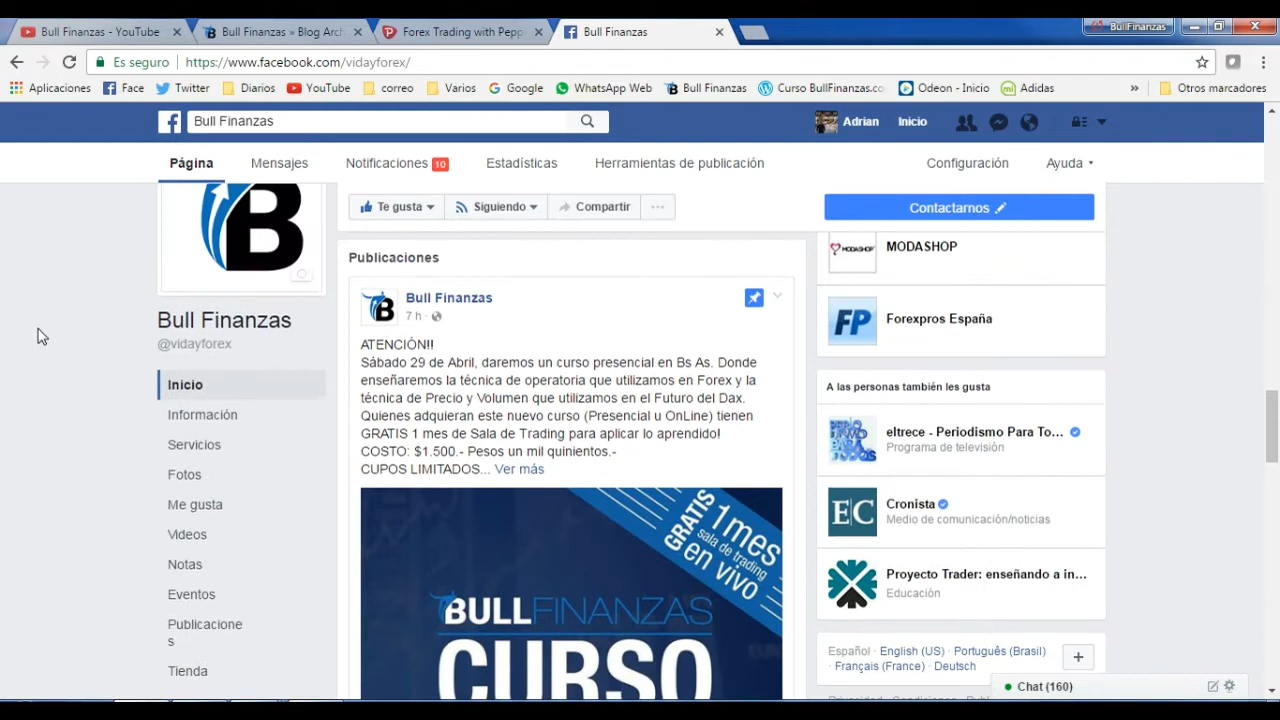 Bull Finanzas - YouTube
Bull Finanzas » Blog Arch
Forex Trading with Pepp
Bull Finanzas
BullFinanzas
Es seguro
https://www.facebook.com/vidayforex/
Aplicaciones
Face
Twitter
Diarios
YouTube
correo
Varios
Google
WhatsApp Web
Bull Finanzas
Curso BullFinanzas.co
Odeon - Inicio
Adidas
»
Otros marcadores
Bull Finanzas
Adrian
Inicio
Página
Mensajes
Notificaciones 10
Estadísticas
Herramientas de publicación
Configuración
Ayuda
B
Te gusta
Siguiendo
Compartir
...
Contactarnos
Bull Finanzas
@vidayforex
Inicio
Información
Servicios
Fotos
Me gusta
Videos
Notas
Eventos
Publicacione
s
Tienda
Publicaciones
B
Bull Finanzas
7 h ·
ATENCIÓN!!
Sábado 29 de Abril, daremos un curso presencial en Bs As. Donde
enseñaremos la técnica de operatoria que utilizamos en Forex y la
técnica de Precio y Volumen que utilizamos en el Futuro del Dax.
Quienes adquieran este nuevo curso (Presencial u OnLine) tienen
GRATIS 1 mes de Sala de Trading para aplicar lo aprendido!
COSTO: $1.500.- Pesos un mil quinientos.-
CUPOS LIMITADOS... Ver más
GRATIS
1 mes
sala de trading
en vivo
BULLFINANZAS
CURSO
MODASHOP
MODASHOP
FP
Forexpros España
A las personas también les gusta
PERIODISMO PARA TODOS
eltrece - Periodismo Para To...
Programa de televisión
E|C
Cronista
Medio de comunicación/noticias
Proyecto Trader: enseñando a in...
Educación
Español · English (US) · Português (Brasil)
· Français (France) · Deutsch
+
Chat (160)